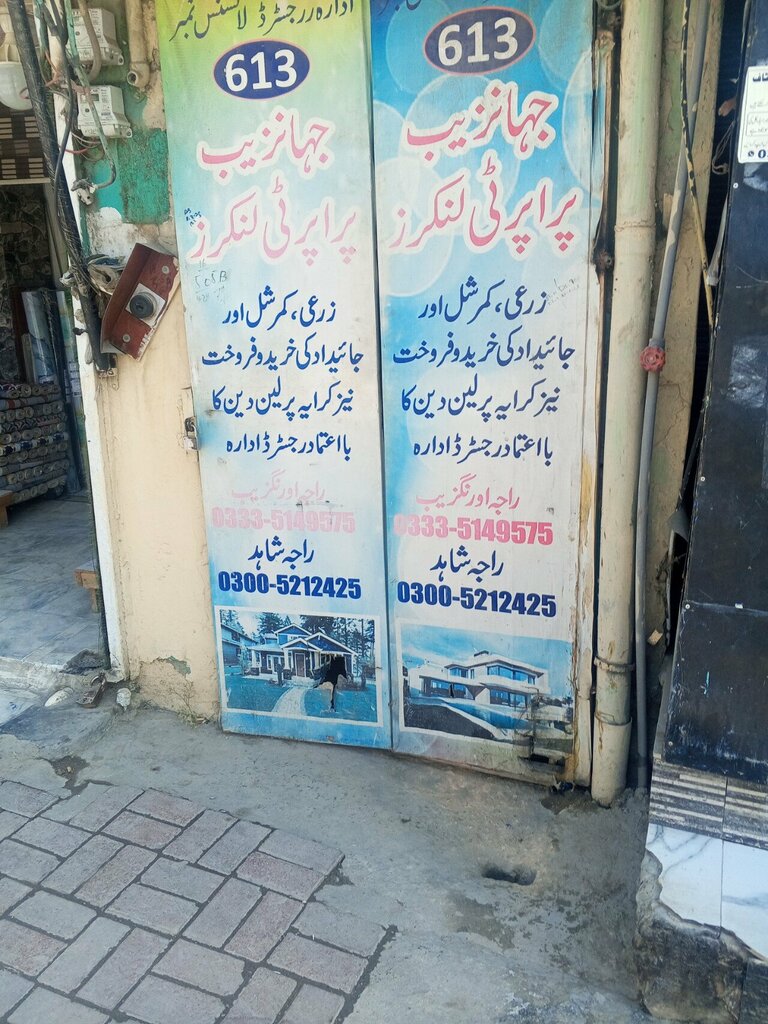 ادارہ رجسٹرڈ لائسنس نمبر
613
جہانزیب
پراپرٹی لنکرز
زرعی، کمرشل اور
جائیداد کی خرید و فروخت
نیز کرایہ پر لین دین کا
بااعتماد رجسٹرڈ ادارہ
راجہ اورنگزیب
0333-5149575
راجہ شاہد
0300-5212425
613
جہانزیب
پراپرٹی لنکرز
زرعی، کمرشل اور
جائیداد کی خرید و فروخت
نیز کرایہ پر لین دین کا
بااعتماد رجسٹرڈ ادارہ
راجہ اورنگزیب
0333-5149575
راجہ شاہد
0300-5212425